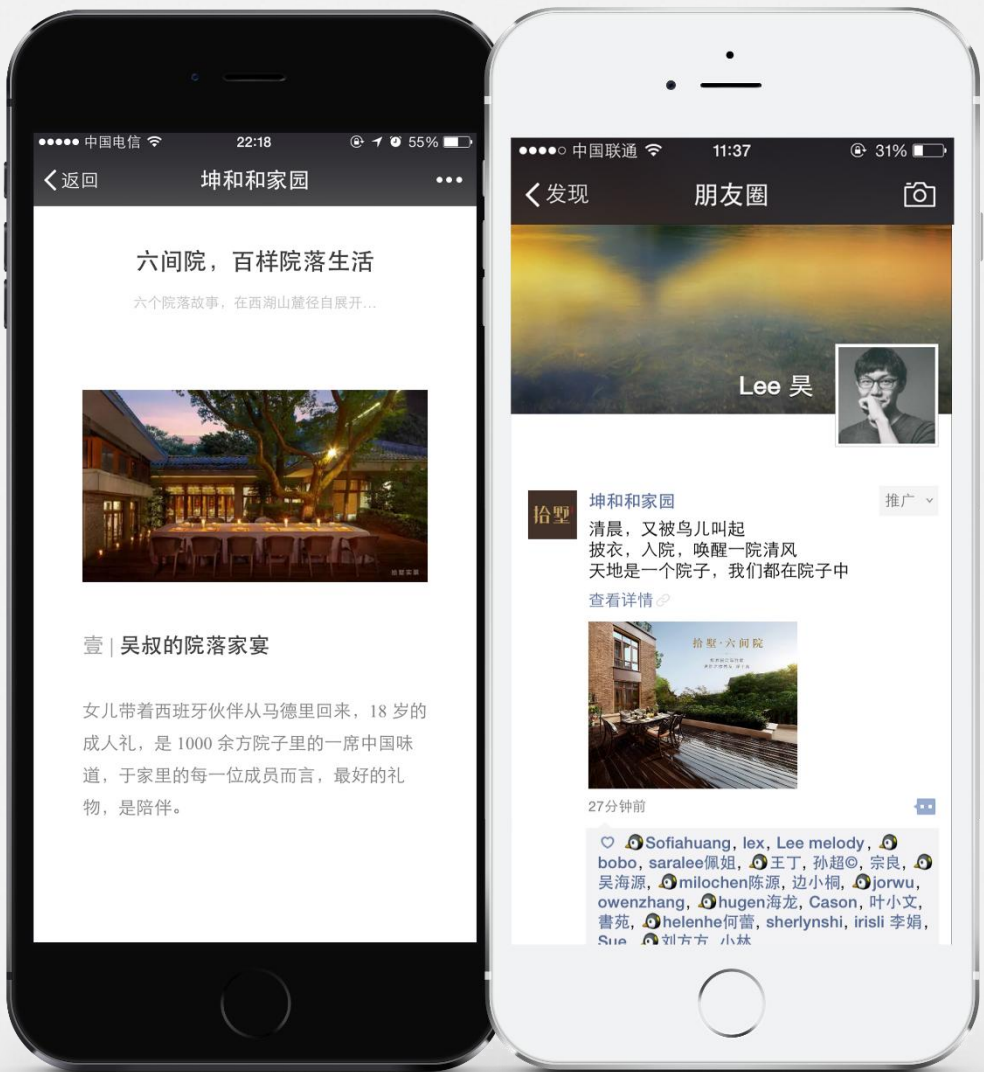 中国电信
22:18
55%
返回
坤和和家园
六间院，百样院落生活
六个院落故事，在西湖山麓径自展开...
拾墅实景
壹 | 吴叔的院落家宴
女儿带着西班牙伙伴从马德里回来，18 岁的
成人礼，是 1000 余方院子里的一席中国味
道，于家里的每一位成员而言，最好的礼
物，是陪伴。
中国联通
11:37
31%
发现
朋友圈
Lee 昊
拾墅
坤和和家园
推广
清晨，又被鸟儿叫起
披衣，入院，唤醒一院清风
天地是一个院子，我们都在院子中
查看详情
拾墅·六间院
27分钟前
Sofiahuang, lex, Lee melody,
bobo, saralee佩姐, 王丁, 孙超©, 宗良,
吴海源, milochen陈源, 边小桐, jorwu,
owenzhang, hugen海龙, Cason, 叶小文,
書苑, helenhe何蕾, sherlynshi, irisli 李娟,
Sue, 刘方方, 小林